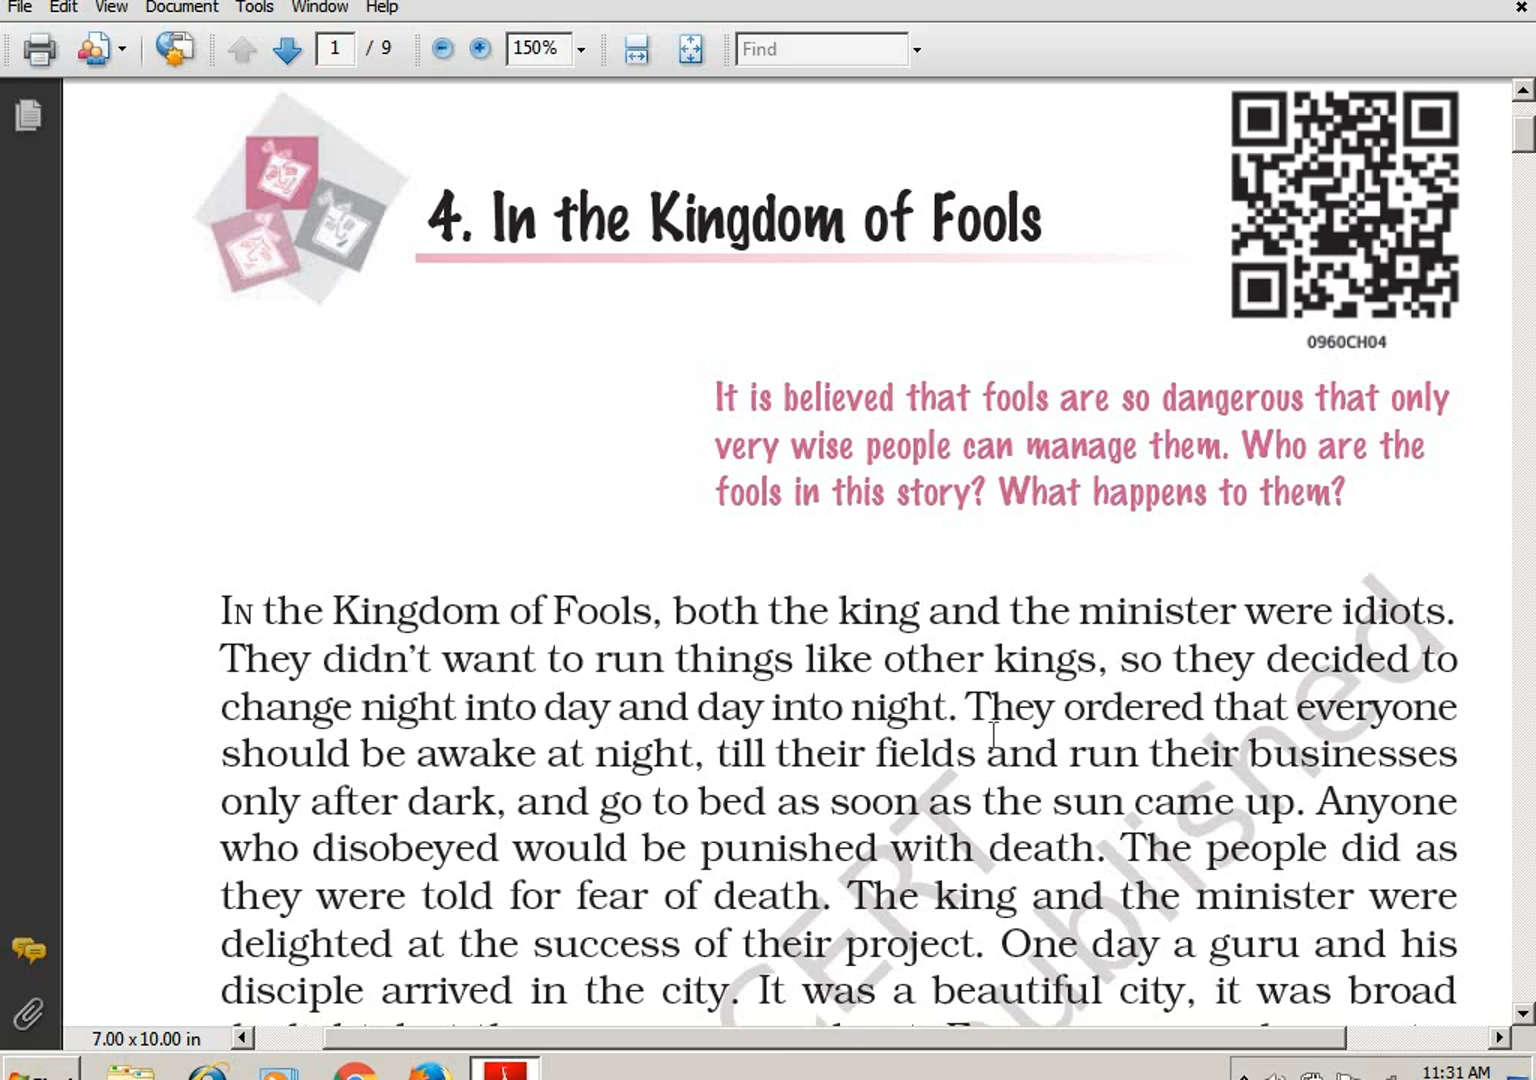 File Edit View Document Tools Window Help
1 / 9 150% Find
4. In the Kingdom of Fools
0960CH04
It is believed that fools are so dangerous that only
very wise people can manage them. Who are the
fools in this story? What happens to them?
IN the Kingdom of Fools, both the king and the minister were idiots.
They didn't want to run things like other kings, so they decided to
change night into day and day into night. They ordered that everyone
should be awake at night, till their fields and run their businesses
only after dark, and go to bed as soon as the sun came up. Anyone
who disobeyed would be punished with death. The people did as
they were told for fear of death. The king and the minister were
delighted at the success of their project. One day a guru and his
disciple arrived in the city. It was a beautiful city, it was broad
7.00 x 10.00 in
11:31 AM